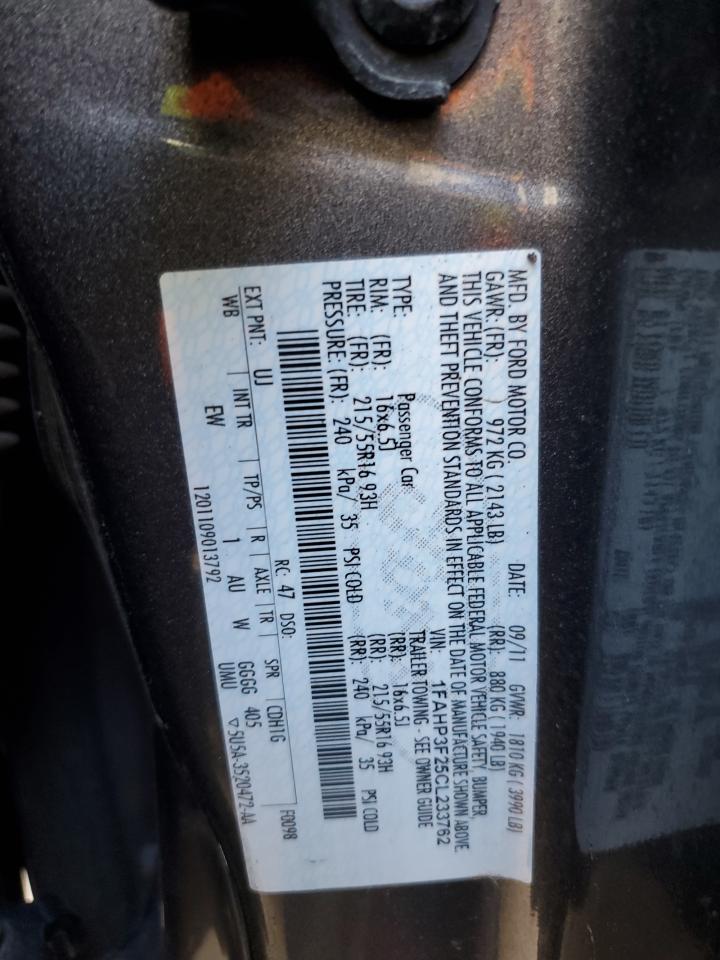 MFD. BY FORD MOTOR CO. DATE: 09/11 GVWR: 1810 KG ( 3990 LB)
GAWR: (FR): 972 KG ( 2143 LB) (RR): 880 KG ( 1940 LB)
THIS VEHICLE CONFORMS TO ALL APPLICABLE FEDERAL MOTOR VEHICLE SAFETY, BUMPER,
AND THEFT PREVENTION STANDARDS IN EFFECT ON THE DATE OF MANUFACTURE SHOWN ABOVE.
VIN: 1FAHP3F25CL233762
TYPE: Passenger Car TRAILER TOWING - SEE OWNER GUIDE
RIM: (FR): 16x6.5J (RR): 16x6.5J
TIRE: (FR): 215/55R16 93H (RR): 215/55R16 93H
PRESSURE: (FR): 240 kPa/ 35 PSI COLD (RR): 240 kPa/ 35 PSI COLD
F0098
EXT PNT: UJ RC: 47 DSO:
WB INT TR TP/PS R AXLE TR SPR CDH1G
EW 1 AU W GGGG 405
UMU ▽5U5A-3520472-AA
1201109013792